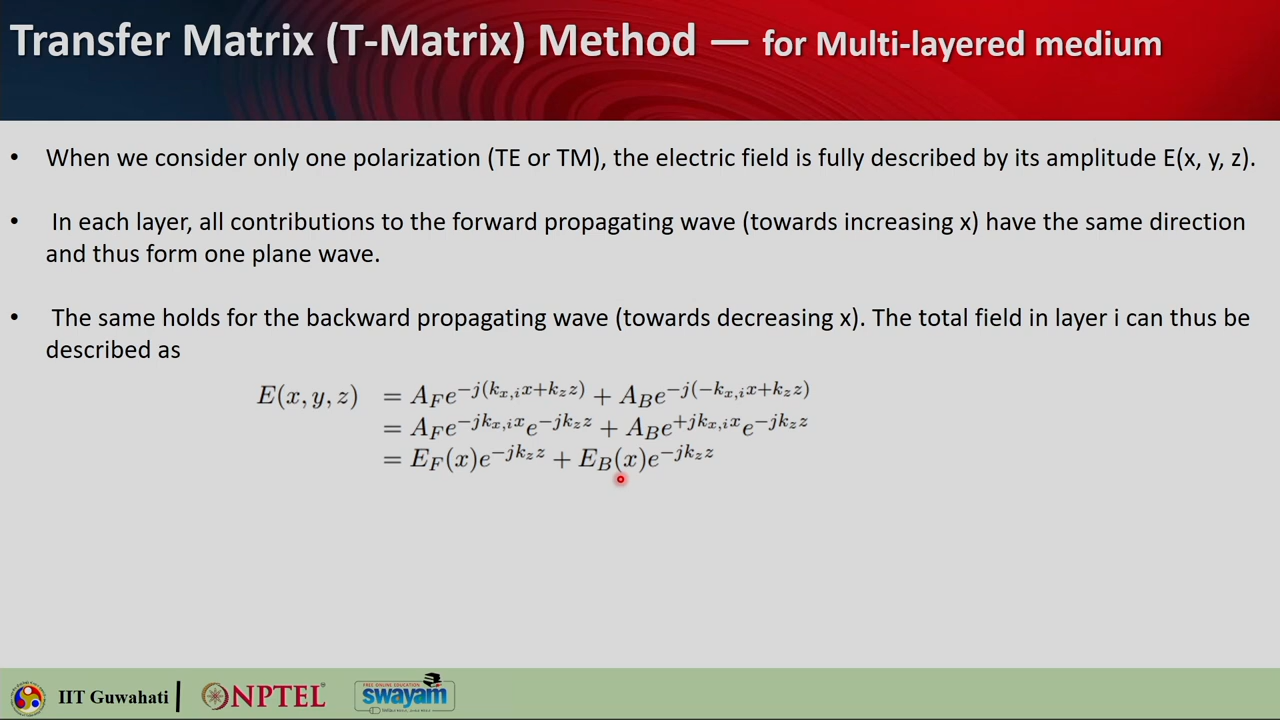 Transfer Matrix (T-Matrix) Method — for Multi-layered medium
• When we consider only one polarization (TE or TM), the electric field is fully described by its amplitude E(x, y, z).
• In each layer, all contributions to the forward propagating wave (towards increasing x) have the same direction
and thus form one plane wave.
• The same holds for the backward propagating wave (towards decreasing x). The total field in layer i can thus be
described as
E(x, y, z) = A_F e^{-j(k_{x,i}x+k_z z)} + A_B e^{-j(-k_{x,i}x+k_z z)}
= A_F e^{-jk_{x,i}x} e^{-jk_z z} + A_B e^{+jk_{x,i}x} e^{-jk_z z}
= E_F(x)e^{-jk_z z} + E_B(x)e^{-jk_z z}
IIT Guwahati
NPTEL
FREE ONLINE EDUCATION
swayam